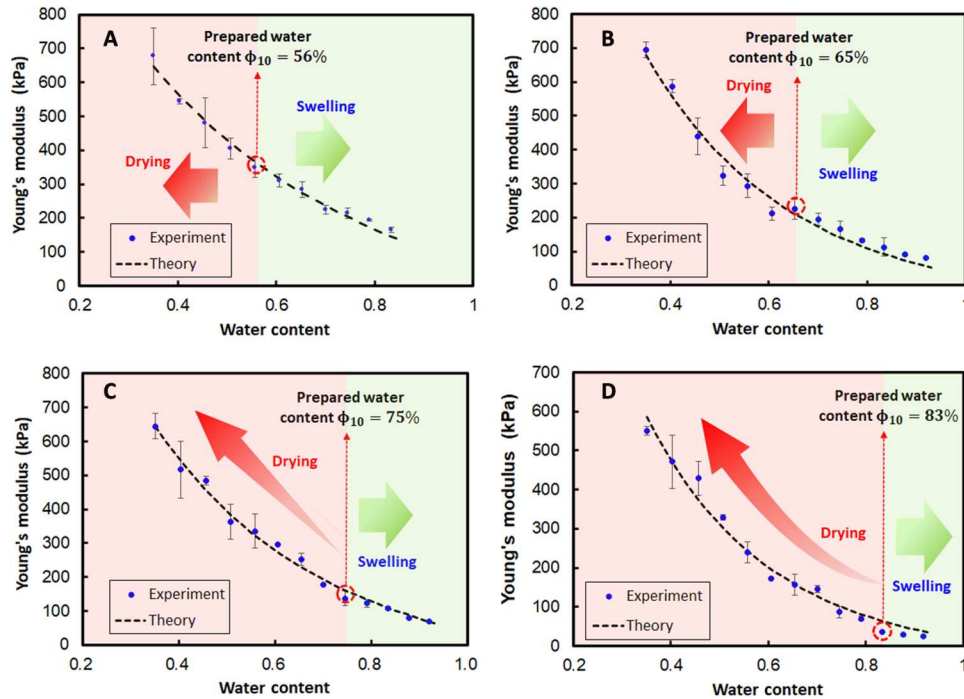 A
Prepared water
content ϕ₁₀ = 56%
Swelling
Drying
Experiment
Theory
Young's modulus (kPa)
800
700
600
500
400
300
200
100
0
0.2
0.4
0.6
0.8
1
Water content
B
Prepared water
content ϕ₁₀ = 65%
Drying
Swelling
Experiment
Theory
Young's modulus (kPa)
800
700
600
500
400
300
200
100
0
0.2
0.4
0.6
0.8
1
Water content
C
Prepared water
content ϕ₁₀ = 75%
Drying
Swelling
Experiment
Theory
Young's modulus (kPa)
800
700
600
500
400
300
200
100
0
0.2
0.4
0.6
0.8
1.0
Water content
D
Prepared water
content ϕ₁₀ = 83%
Drying
Swelling
Experiment
Theory
Young's modulus (kPa)
600
500
400
300
200
100
0
0.2
0.4
0.6
0.8
1
Water content